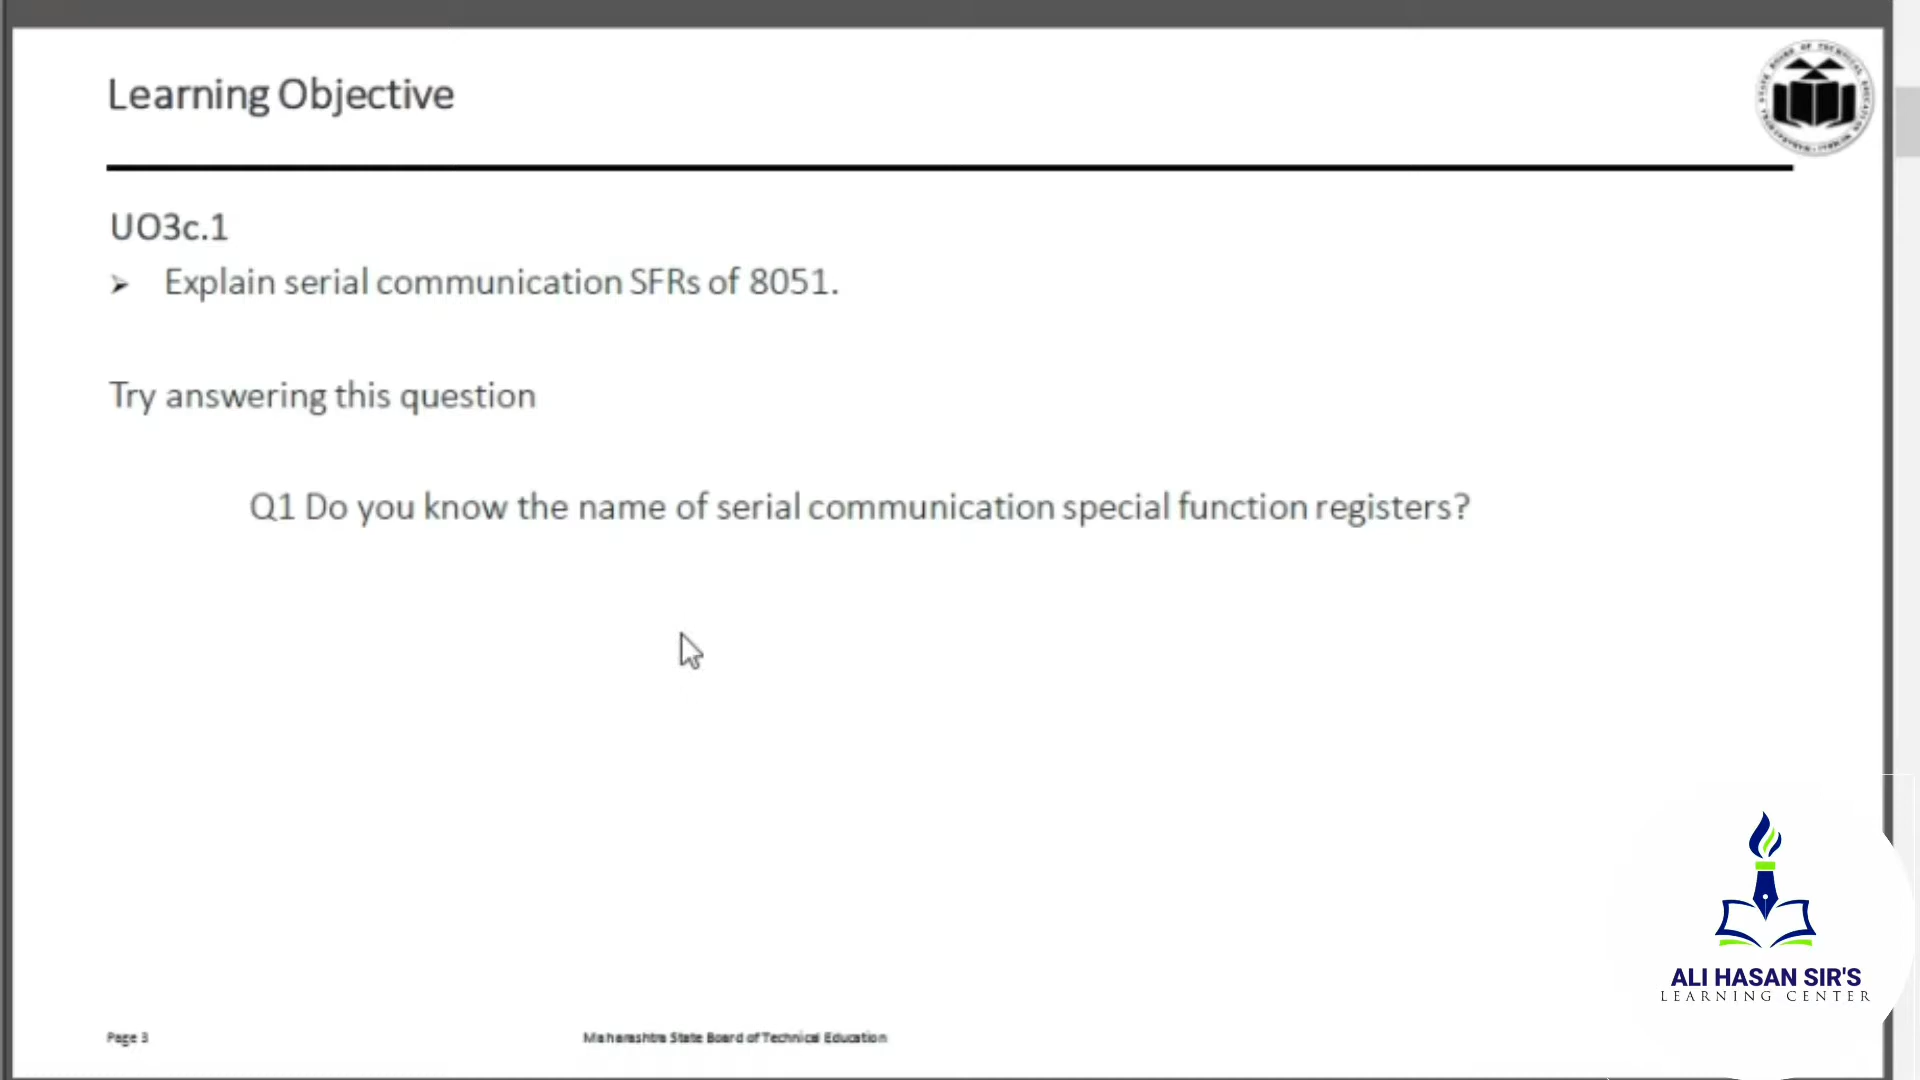 Learning Objective
UO3c.1
➢ Explain serial communication SFRs of 8051.
Try answering this question
Q1 Do you know the name of serial communication special function registers?
ALI HASAN SIR'S
LEARNING CENTER
Page 3
Maharashtra State Board of Technical Education